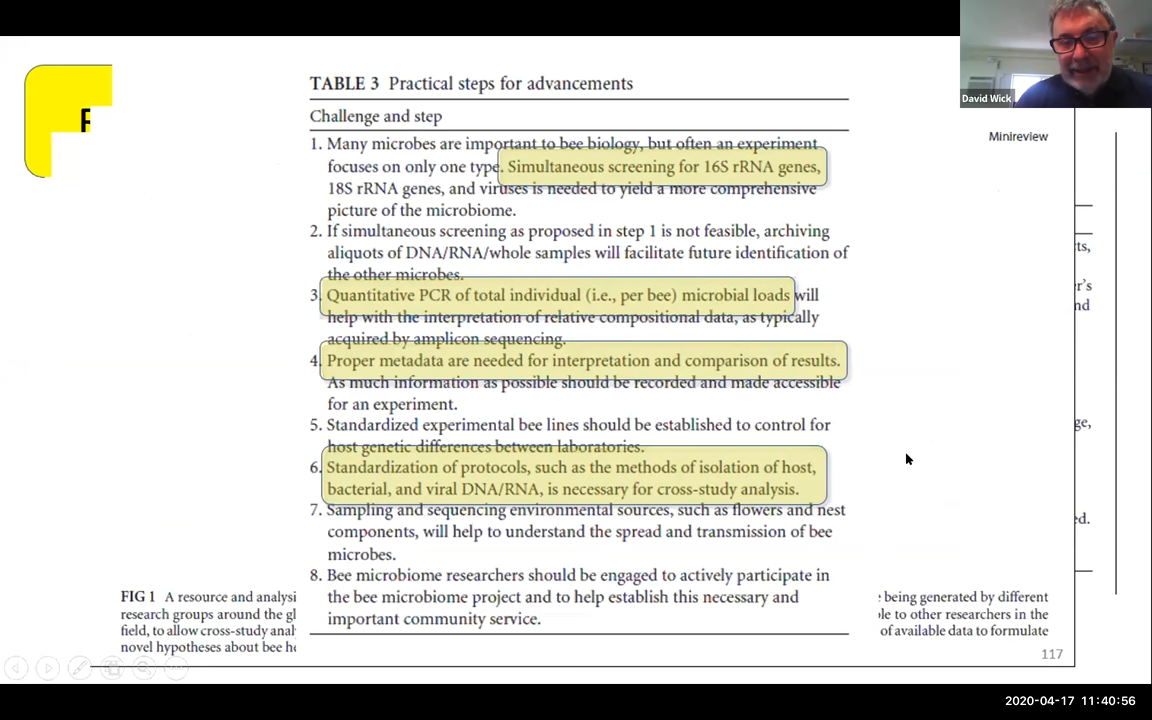 David Wick
F
TABLE 3 Practical steps for advancements
Challenge and step
1. Many microbes are important to bee biology, but often an experiment
focuses on only one type. Simultaneous screening for 16S rRNA genes,
18S rRNA genes, and viruses is needed to yield a more comprehensive
picture of the microbiome.
2. If simultaneous screening as proposed in step 1 is not feasible, archiving
aliquots of DNA/RNA/whole samples will facilitate future identification of
the other microbes.
3. Quantitative PCR of total individual (i.e., per bee) microbial loads will
help with the interpretation of relative compositional data, as typically
acquired by amplicon sequencing.
4. Proper metadata are needed for interpretation and comparison of results.
As much information as possible should be recorded and made accessible
for an experiment.
5. Standardized experimental bee lines should be established to control for
host genetic differences between laboratories.
6. Standardization of protocols, such as the methods of isolation of host,
bacterial, and viral DNA/RNA, is necessary for cross-study analysis.
7. Sampling and sequencing environmental sources, such as flowers and nest
components, will help to understand the spread and transmission of bee
microbes.
8. Bee microbiome researchers should be engaged to actively participate in
the bee microbiome project and to help establish this necessary and
important community service.
Minireview
ts,
r's
nd
ge,
ed.
FIG 1 A resource and analysi
research groups around the gl
field, to allow cross-study anal
novel hypotheses about bee he
being generated by different
le to other researchers in the
of available data to formulate
117
2020-04-17 11:40:56